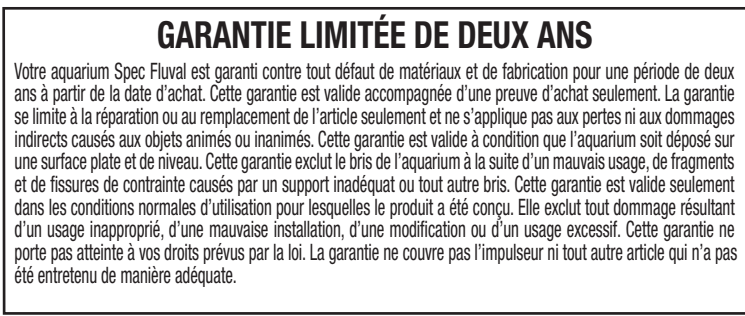 GARANTIE LIMITÉE DE DEUX ANS
Votre aquarium Spec Fluval est garanti contre tout défaut de matériaux et de fabrication pour une période de deux
ans à partir de la date d'achat. Cette garantie est valide accompagnée d'une preuve d'achat seulement. La garantie
se limite à la réparation ou au remplacement de l'article seulement et ne s'applique pas aux pertes ni aux dommages
indirects causés aux objets animés ou inanimés. Cette garantie est valide à condition que l'aquarium soit déposé sur
une surface plate et de niveau. Cette garantie exclut le bris de l'aquarium à la suite d'un mauvais usage, de fragments
et de fissures de contrainte causés par un support inadéquat ou tout autre bris. Cette garantie est valide seulement
dans les conditions normales d'utilisation pour lesquelles le produit a été conçu. Elle exclut tout dommage résultant
d'un usage inapproprié, d'une mauvaise installation, d'une modification ou d'un usage excessif. Cette garantie ne
porte pas atteinte à vos droits prévus par la loi. La garantie ne couvre pas l'impulseur ni tout autre article qui n'a pas
été entretenu de manière adéquate.